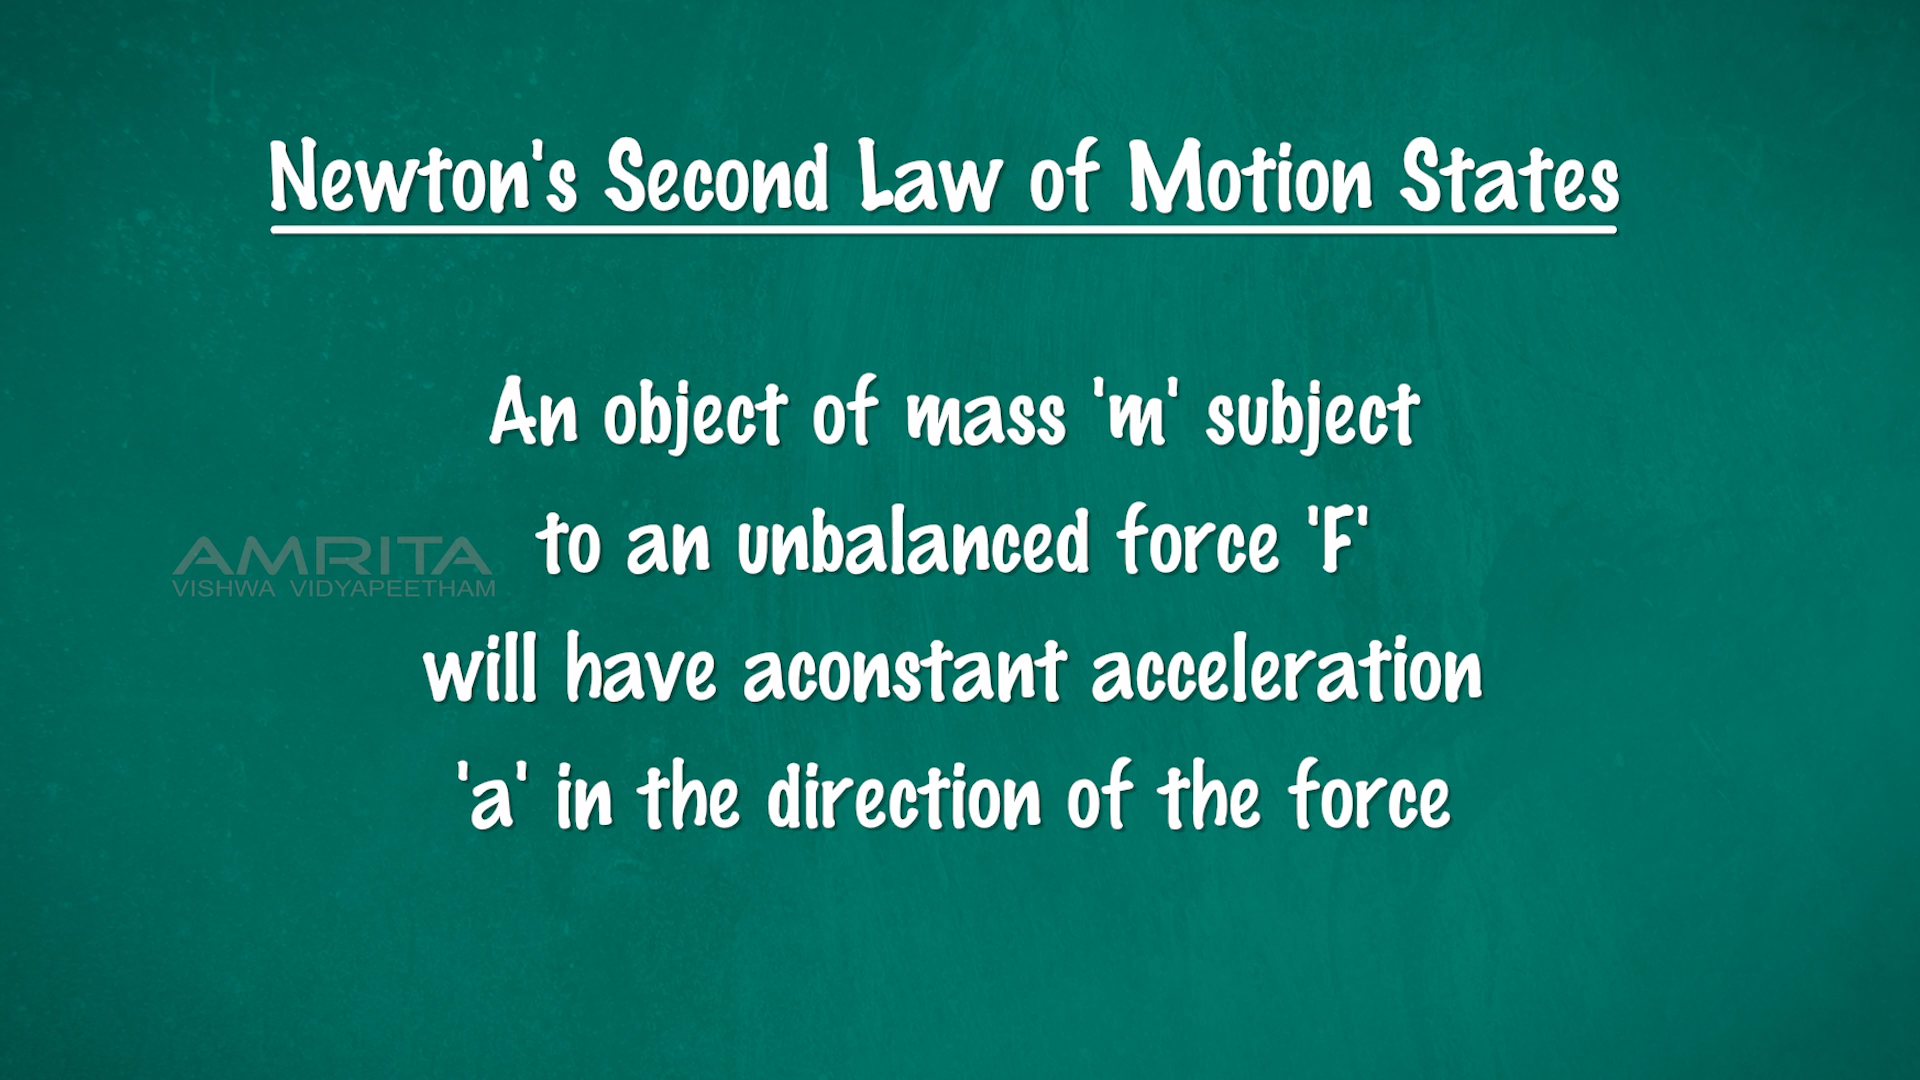 Newton's Second Law of Motion States
An object of mass 'm' subject
to an unbalanced force 'F'
AMRITA
VISHWA VIDYAPEETHAM
will have aconstant acceleration
'a' in the direction of the force